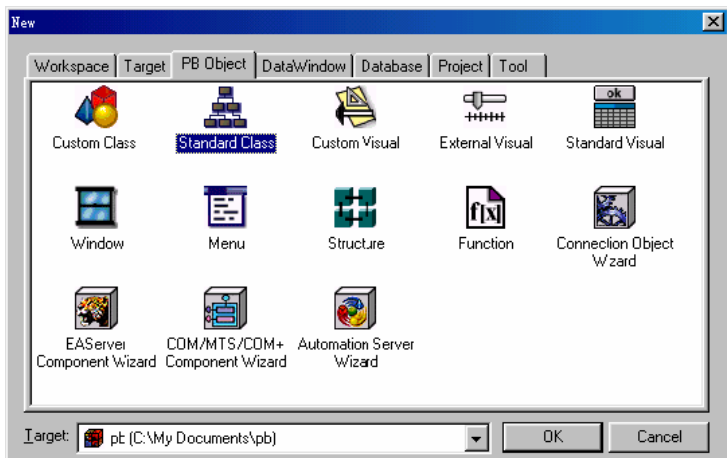 New
Workspace Target PB Object DataWindow Database Project Tool
ok
Custom Class Standard Class Custom Visual External Visual Standard Visual
f[x]
Window Menu Structure Function Connection Object
Wizard
EAServer COM/MTS/COM+ Automation Server
Component Wizard Component Wizard Wizard
Target: pb (C:\My Documents\pb) OK Cancel